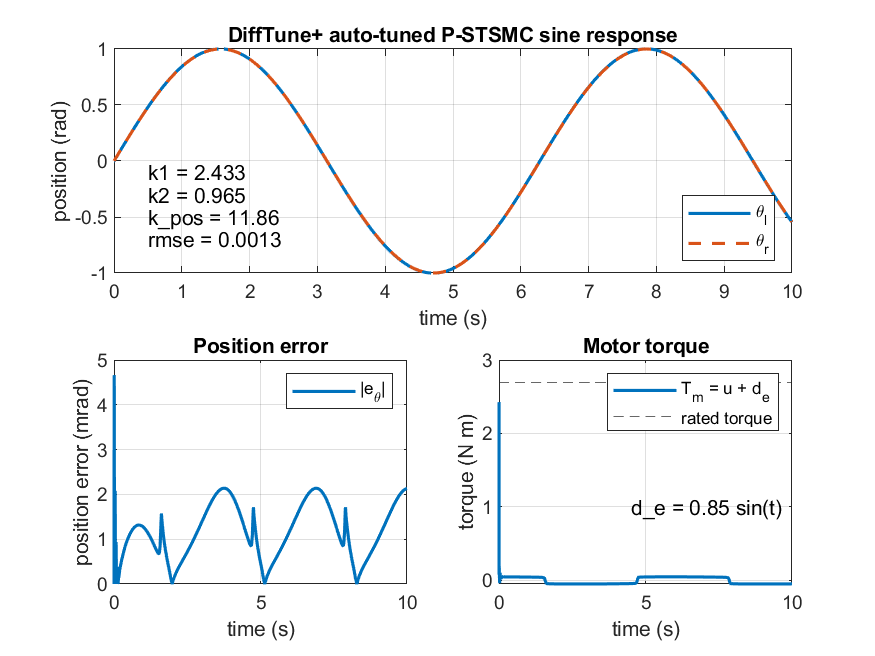 DiffTune+ auto-tuned P-STSMC sine response
position (rad)
1
0.5
0
-0.5
-1
k1 = 2.433
k2 = 0.965
k_pos = 11.86
rmse = 0.0013
θl
θr
0 1 2 3 4 5 6 7 8 9 10
time (s)
Position error
position error (mrad)
5
4
3
2
1
0
|eθ|
0 5 10
time (s)
Motor torque
torque (N m)
3
2
1
0
Tm = u + de
rated torque
d_e = 0.85 sin(t)
0 5 10
time (s)